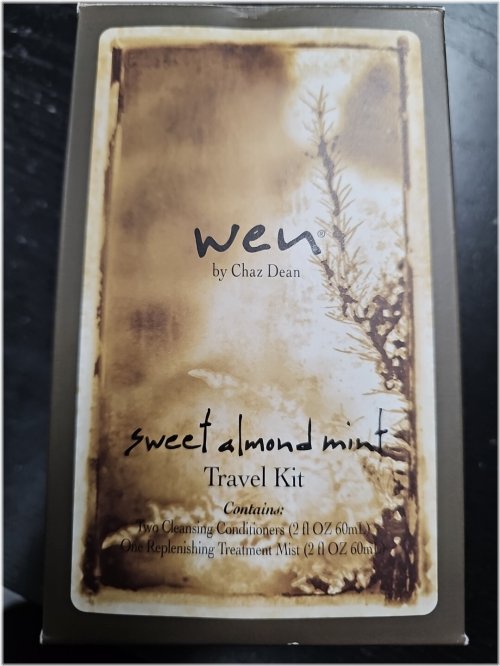 wen®
by Chaz Dean
sweet almond mint
Travel Kit
Contains:
Two Cleansing Conditioners (2 fl OZ 60mL)
One Replenishing Treatment Mist (2 fl OZ 60mL)